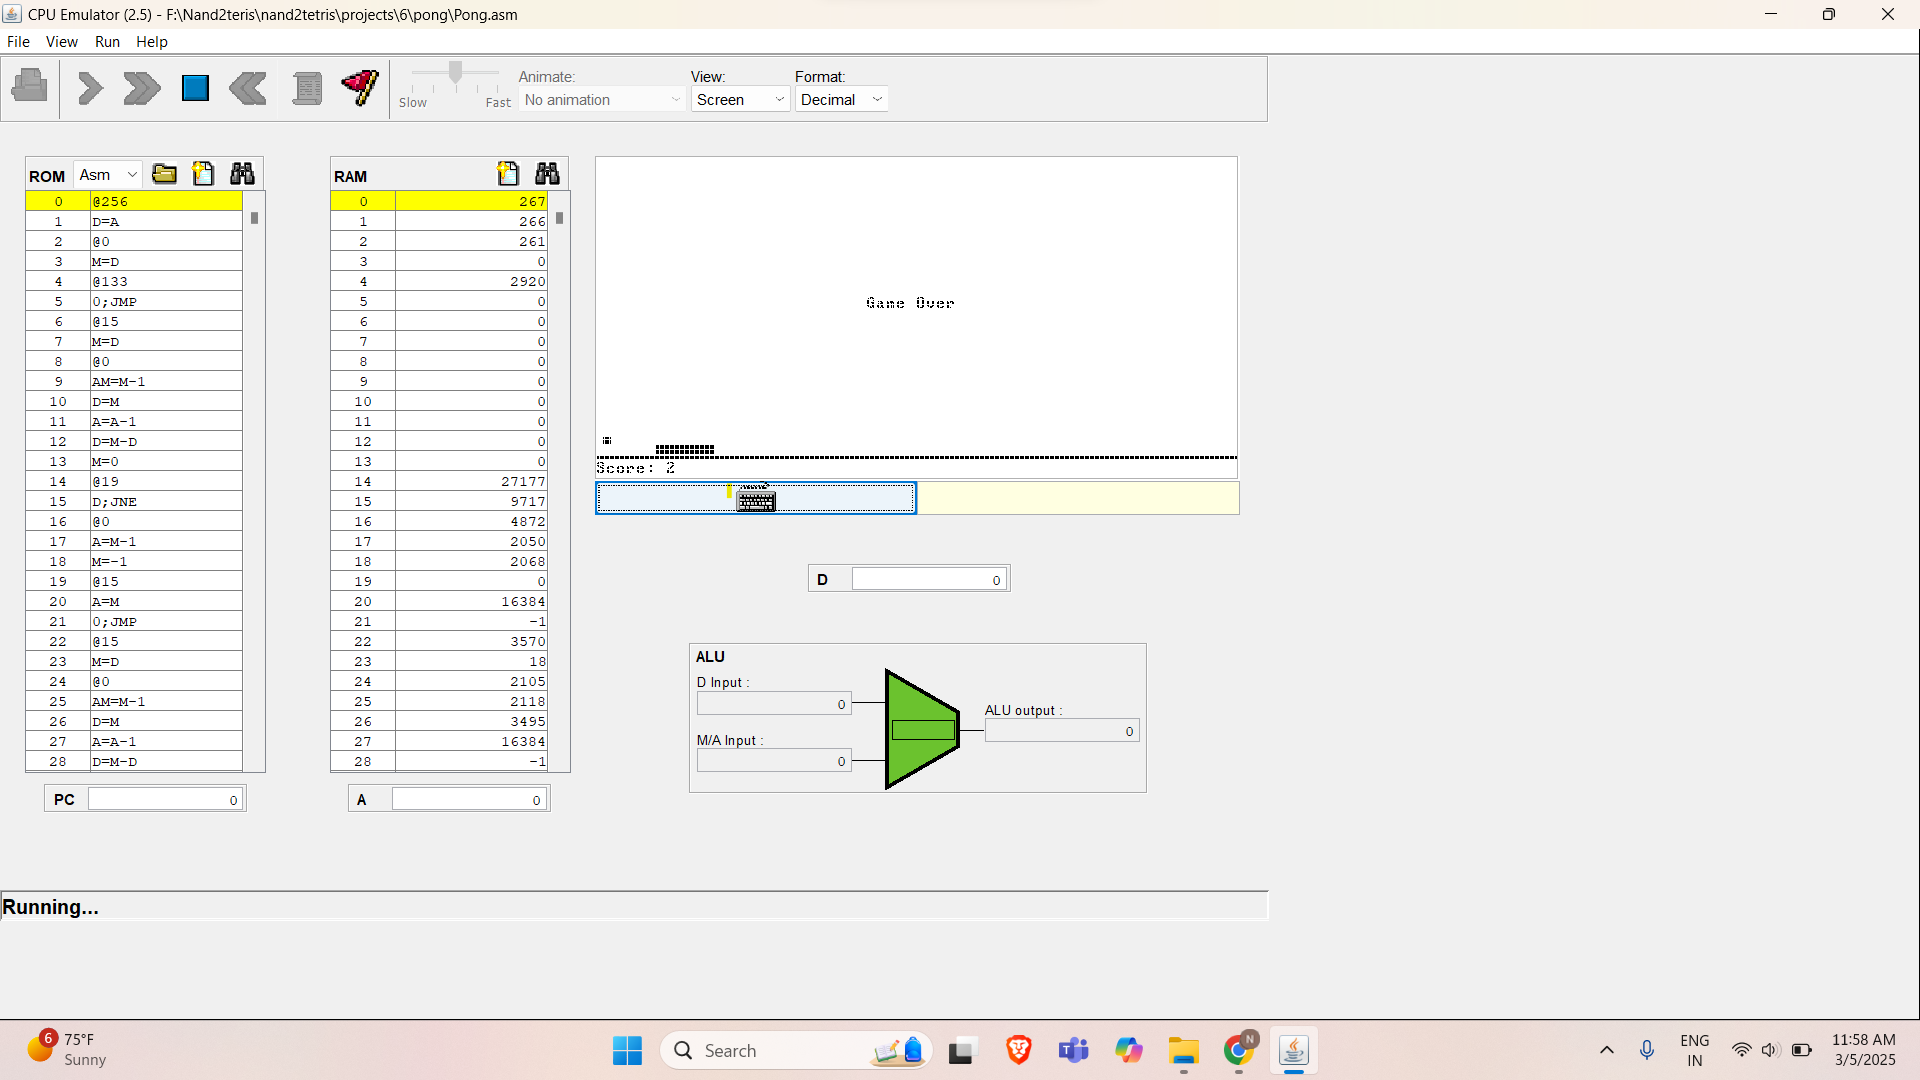 CPU Emulator (2.5) - F:\Nand2teris\nand2tetris\projects\6\pong\Pong.asm
File View Run Help
Slow Fast
Animate:
No animation
View:
Screen
Format:
Decimal
ROM Asm
0 @256
1 D=A
2 @0
3 M=D
4 @133
5 0;JMP
6 @15
7 M=D
8 @0
9 AM=M-1
10 D=M
11 A=A-1
12 D=M-D
13 M=0
14 @19
15 D;JNE
16 @0
17 A=M-1
18 M=-1
19 @15
20 A=M
21 0;JMP
22 @15
23 M=D
24 @0
25 AM=M-1
26 D=M
27 A=A-1
28 D=M-D
PC 0
RAM
0 267
1 266
2 261
3 0
4 2920
5 0
6 0
7 0
8 0
9 0
10 0
11 0
12 0
13 0
14 27177
15 9717
16 4872
17 2050
18 2068
19 0
20 16384
21 -1
22 3570
23 18
24 2105
25 2118
26 3495
27 16384
28 -1
A 0
Game Over
Score: 2
D 0
ALU
D Input :
0
M/A Input :
0
ALU output :
0
Running...
6
75°F
Sunny
Search
N
ENG
IN
11:58 AM
3/5/2025